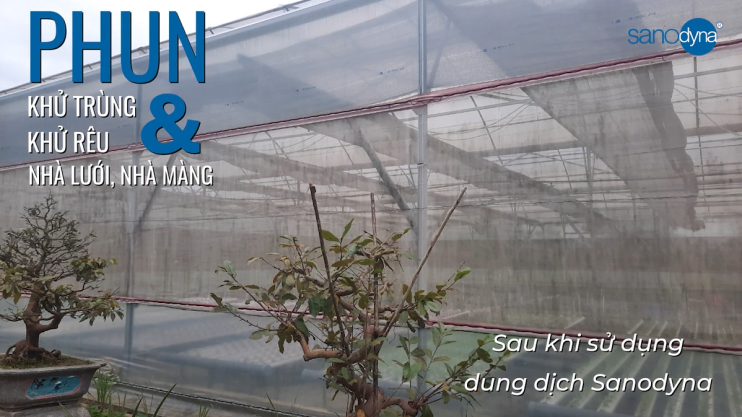 PHUN
KHỬ TRÙNG
&
KHỬ RÊU
NHÀ LƯỚI, NHÀ MÀNG
sanodyna
Sau khi sử dụng
dung dịch Sanodyna